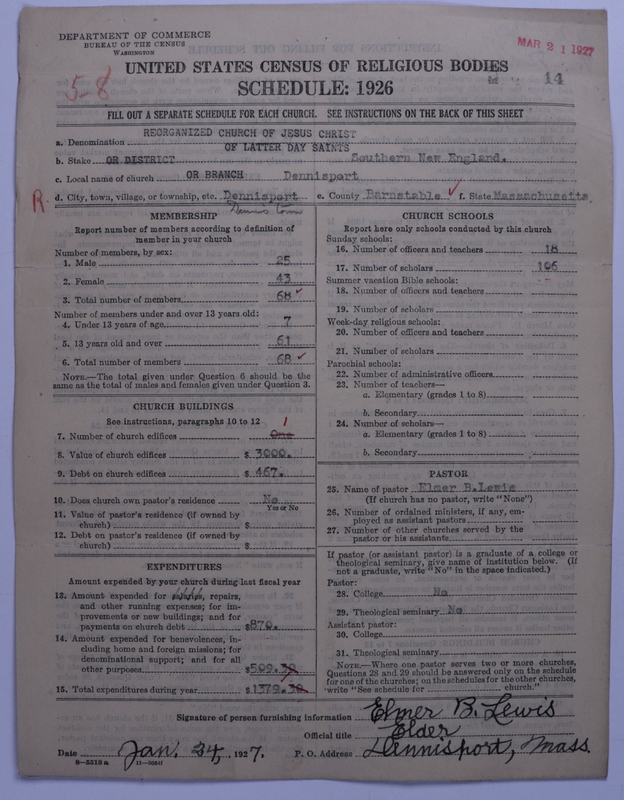 DEPARTMENT OF COMMERCE
BUREAU OF THE CENSUS
WASHINGTON
MAR 21 1927
UNITED STATES CENSUS OF RELIGIOUS BODIES
5-8
14
SCHEDULE: 1926
FILL OUT A SEPARATE SCHEDULE FOR EACH CHURCH. SEE INSTRUCTIONS ON THE BACK OF THIS SHEET
a. Denomination REORGANIZED CHURCH OF JESUS CHRIST
OF LATTER DAY SAINTS
b. Stake OR DISTRICT Southern New England.
c. Local name of church OR BRANCH Dennisport
R d. City, town, village, or township, etc. Dennisport e. County Barnstable ✓ f. State Massachusetts
Dennis town
MEMBERSHIP
Report number of members according to definition of
member in your church
Number of members, by sex:
1. Male 25
2. Female 43
3. Total number of members 68 ✓
Number of members under and over 13 years old:
4. Under 13 years of age 7
5. 13 years old and over 61
6. Total number of members 68 ✓
NOTE.—The total given under Question 6 should be the
same as the total of males and females given under Question 3.
CHURCH BUILDINGS
See instructions, paragraphs 10 to 12 1
7. Number of church edifices One
8. Value of church edifices $ 3000.
9. Debt on church edifices $ 467.
10. Does church own pastor's residence No
Yes or No
11. Value of pastor's residence (if owned by
church) $
12. Debt on pastor's residence (if owned by
church) $
EXPENDITURES
Amount expended by your church during last fiscal year
13. Amount expended for salaries, repairs,
and other running expenses; for im-
provements or new buildings; and for
payments on church debt $870.
14. Amount expended for benevolences, in-
cluding home and foreign missions; for
denominational support; and for all
other purposes $509.38
15. Total expenditures during year $1379.38
CHURCH SCHOOLS
Report here only schools conducted by this church
Sunday schools:
16. Number of officers and teachers 18
17. Number of scholars 106
Summer vacation Bible schools:
18. Number of officers and teachers
19. Number of scholars
Week-day religious schools:
20. Number of officers and teachers
21. Number of scholars
Parochial schools:
22. Number of administrative officers
23. Number of teachers—
a. Elementary (grades 1 to 8)
b. Secondary
24. Number of scholars—
a. Elementary (grades 1 to 8)
b. Secondary
PASTOR
25. Name of pastor Elmer B.Lewis
(If church has no pastor, write "None")
26. Number of ordained ministers, if any, em-
ployed as assistant pastors
27. Number of other churches served by the
pastor or his assistants
If pastor (or assistant pastor) is a graduate of a college or
theological seminary, give name of institution below. (If
not a graduate, write "No" in the space indicated.)
Pastor:
28. College No
29. Theological seminary No
Assistant pastor:
30. College
31. Theological seminary
NOTE.—Where one pastor serves two or more churches,
Questions 28 and 29 should be answered only on the schedule
for one of the churches; on the schedules for the other churches,
write "See schedule for church."
Signature of person furnishing information Elmer B. Lewis
Official title Elder
Date Jan. 24, 1927. P. O. Address Dennisport, Mass.
8—5518a 11—9004f